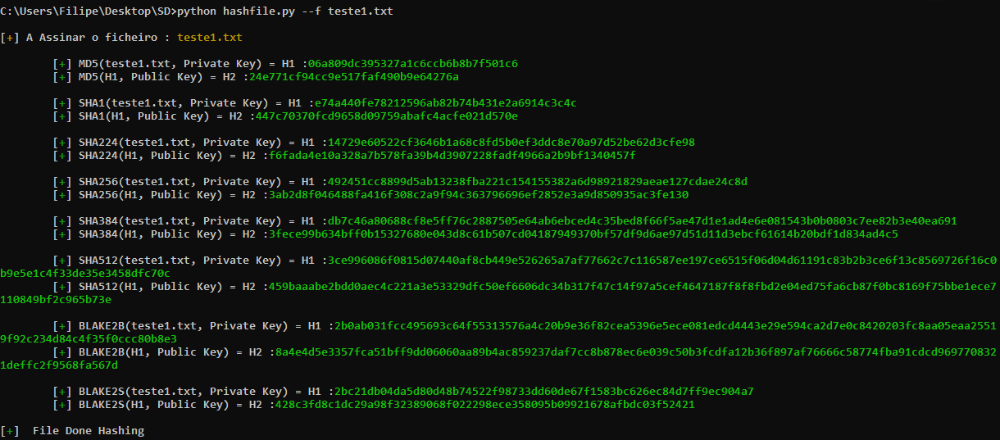 C:\Users\Filipe\Desktop\SD>python hashfile.py --f teste1.txt
[+] A Assinar o ficheiro : teste1.txt
[+] MD5(teste1.txt, Private Key) = H1 :06a809dc395327a1c6ccb6b8b7f501c6
[+] MD5(H1, Public Key) = H2 :24e771cf94cc9e517faf490b9e64276a
[+] SHA1(teste1.txt, Private Key) = H1 :e74a440fe78212596ab82b74b431e2a6914c3c4c
[+] SHA1(H1, Public Key) = H2 :447c70370fcd9658d09759abafc4acfe021d570e
[+] SHA224(teste1.txt, Private Key) = H1 :14729e60522cf3646b1a68c8fd5b0ef3ddc8e70a97d52be62d3cfe98
[+] SHA224(H1, Public Key) = H2 :f6fada4e10a328a7b578fa39b4d3907228fadf4966a2b9bf1340457f
[+] SHA256(teste1.txt, Private Key) = H1 :492451cc8899d5ab13238fba221c154155382a6d98921829aeae127cdae24c8d
[+] SHA256(H1, Public Key) = H2 :3ab2d8f046488fa416f308c2a9f94c363796696ef2852e3a9d850935ac3fe130
[+] SHA384(teste1.txt, Private Key) = H1 :db7c46a80688cf8e5ff76c2887505e64ab6ebced4c35bed8f66f5ae47d1e1ad4e6e081543b0b0803c7ee82b3e40ea691
[+] SHA384(H1, Public Key) = H2 :3fece99b634bff0b15327680e043d8c61b507cd04187949370bf57df9d6ae97d51d11d3ebcf61614b20bdf1d834ad4c5
[+] SHA512(teste1.txt, Private Key) = H1 :3ce996086f0815d07440af8cb449e526265a7af77662c7c116587ee197ce6515f06d04d61191c83b2b3ce6f13c8569726f16c0
b9e5e1c4f33de35e3458dfc70c
[+] SHA512(H1, Public Key) = H2 :459baaabe2bdd0aec4c221a3e53329dfc50ef6606dc34b317f47c14f97a5cef4647187f8f8fbd2e04ed75fa6cb87f0bc8169f75bbe1ece7
110849bf2c965b73e
[+] BLAKE2B(teste1.txt, Private Key) = H1 :2b0ab031fcc495693c64f55313576a4c20b9e36f82cea5396e5ece081edcd4443e29e594ca2d7e0c8420203fc8aa05eaa2551
9f92c234d84c4f35f0ccc80b8e3
[+] BLAKE2B(H1, Public Key) = H2 :8a4e4d5e3357fca51bff9dd06060aa89b4ac859237daf7cc8b878ec6e039c50b3fcdfa12b36f897af76666c58774fba91cdcd969770832
1deffc2f9568fa567d
[+] BLAKE2S(teste1.txt, Private Key) = H1 :2bc21db04da5d80d48b74522f98733dd60de67f1583bc626ec84d7ff9ec904a7
[+] BLAKE2S(H1, Public Key) = H2 :428c3fd8c1dc29a98f32389068f022298ece358095b09921678afbdc03f52421
[+]  File Done Hashing